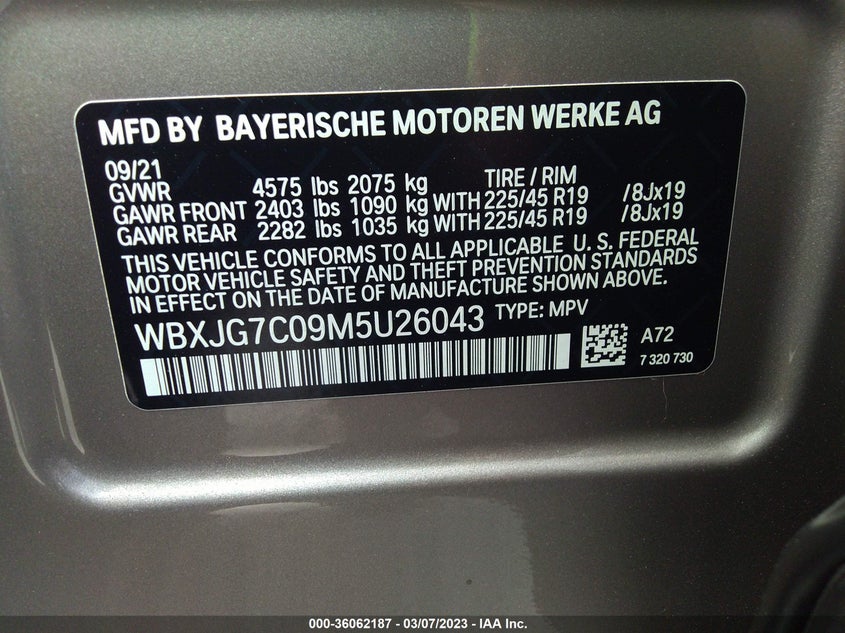 MFD BY BAYERISCHE MOTOREN WERKE AG
09/21 TIRE / RIM
GVWR 4575 lbs 2075 kg
GAWR FRONT 2403 lbs 1090 kg WITH 225/45 R19 /8Jx19
GAWR REAR 2282 lbs 1035 kg WITH 225/45 R19 /8Jx19
THIS VEHICLE CONFORMS TO ALL APPLICABLE U. S. FEDERAL
MOTOR VEHICLE SAFETY AND THEFT PREVENTION STANDARDS
IN EFFECT ON THE DATE OF MANUFACTURE SHOWN ABOVE.
WBXJG7C09M5U26043 TYPE: MPV
A72
7 320 730
000-36062187 - 03/07/2023 - IAA Inc.